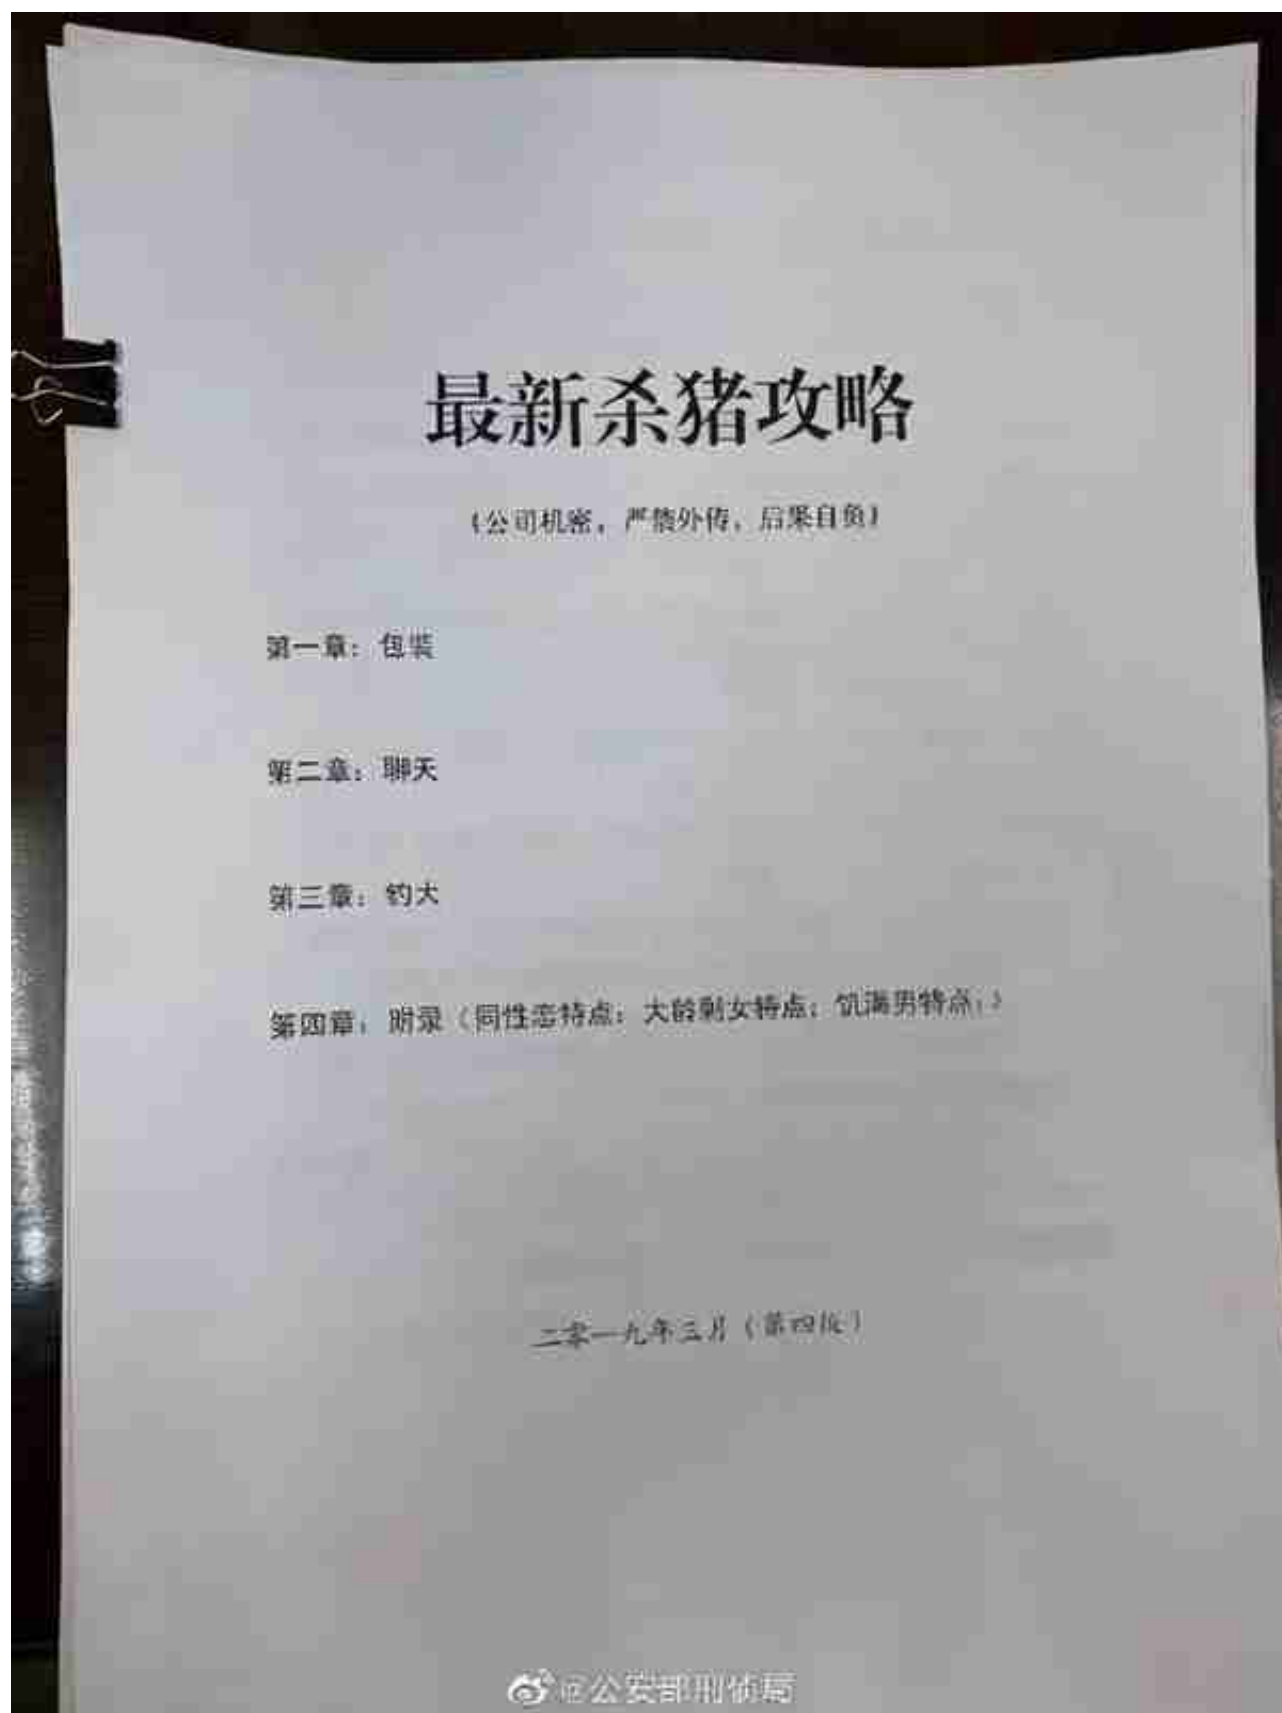 最新杀猪攻略
（公司机密，严禁外传，后果自负）
第一章：包装
第二章：聊天
第三章：钓大
第四章：附录（同性恋特点；大龄剩女特点；饥渴男特点；）
二零一九年三月（第四版）
@公安部刑侦局